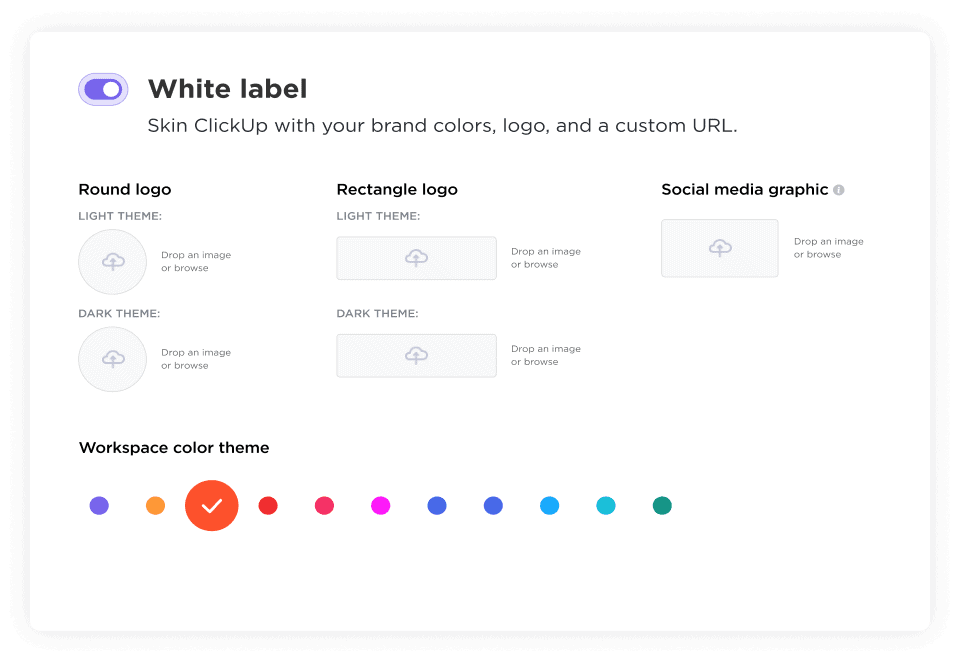 White label
Skin ClickUp with your brand colors, logo, and a custom URL.
Round logo
LIGHT THEME:
Drop an image
or browse
DARK THEME:
Drop an image
or browse
Rectangle logo
LIGHT THEME:
Drop an image
or browse
DARK THEME:
Drop an image
or browse
Social media graphic i
Drop an image
or browse
Workspace color theme